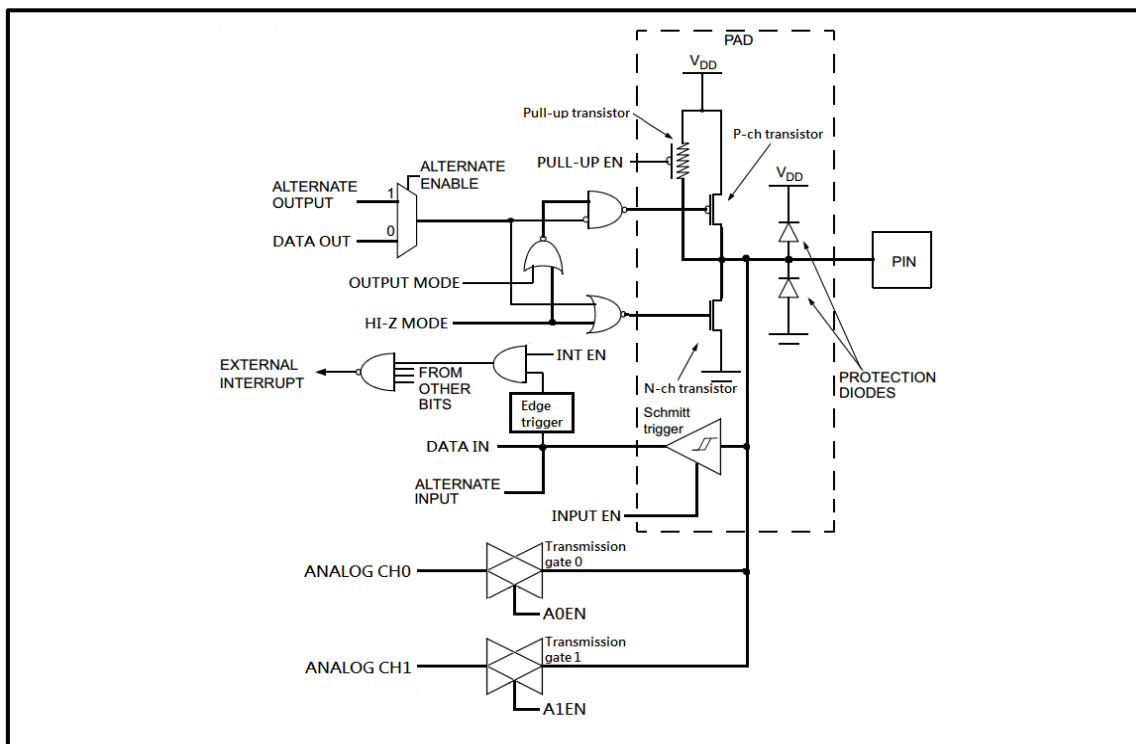 PAD
VDD
Pull-up transistor
P-ch transistor
PULL-UP EN
ALTERNATE
ENABLE
VDD
ALTERNATE
OUTPUT
1
DATA OUT
0
PIN
OUTPUT MODE
HI-Z MODE
INT EN
EXTERNAL
INTERRUPT
FROM
OTHER
BITS
N-ch transistor
PROTECTION
DIODES
Edge
trigger
Schmitt
trigger
DATA IN
ALTERNATE
INPUT
INPUT EN
Transmission
gate 0
ANALOG CH0
A0EN
Transmission
gate 1
ANALOG CH1
A1EN